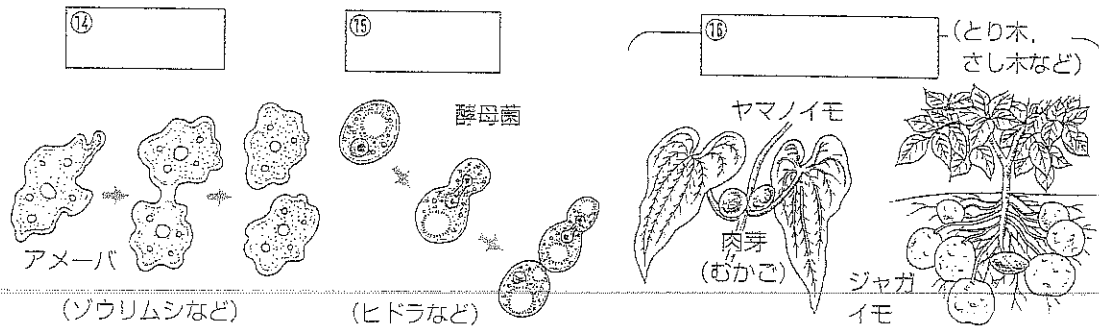 ⑭
⑮
⑯
(とり木,
さし木など)
酵母菌
ヤマノイモ
アメーバ
肉芽
(むかご)
ジャガ
イモ
(ゾウリムシなど)
(ヒドラなど)